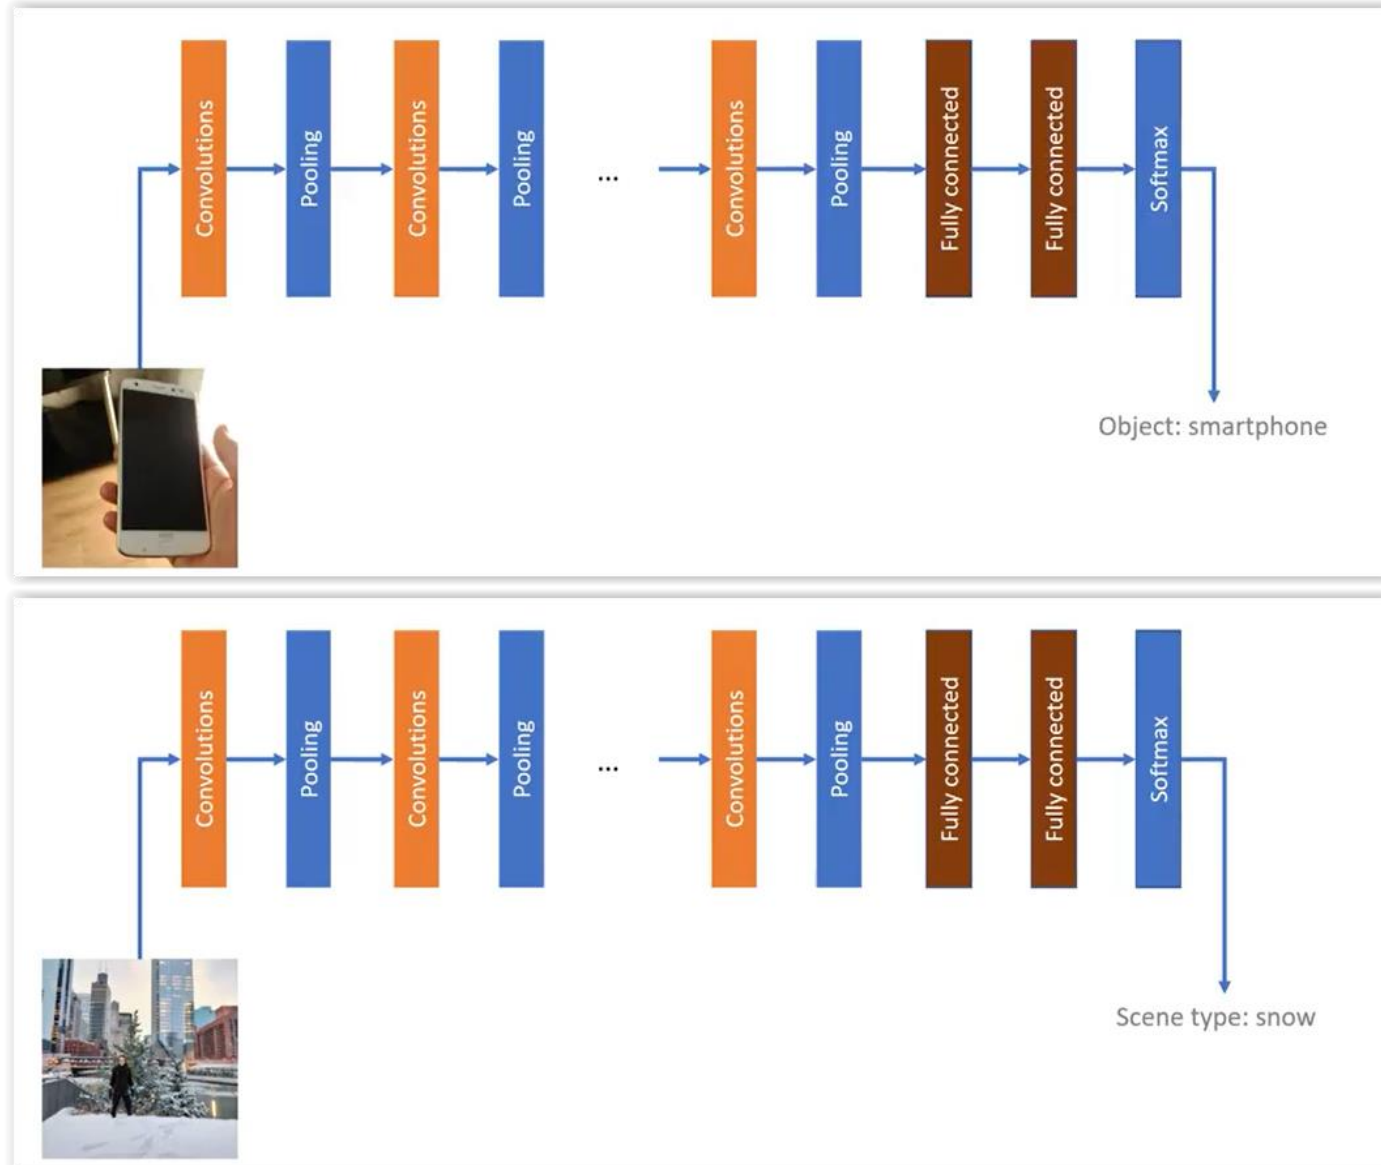 Convolutions
Pooling
Convolutions
Pooling
...
Convolutions
Pooling
Fully connected
Fully connected
Softmax
Object: smartphone
Convolutions
Pooling
Convolutions
Pooling
...
Convolutions
Pooling
Fully connected
Fully connected
Softmax
Scene type: snow